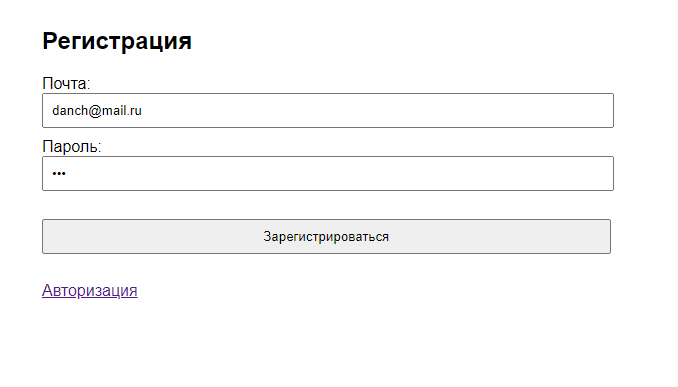 Регистрация
Почта:
danch@mail.ru
Пароль:
•••
Зарегистрироваться
Авторизация